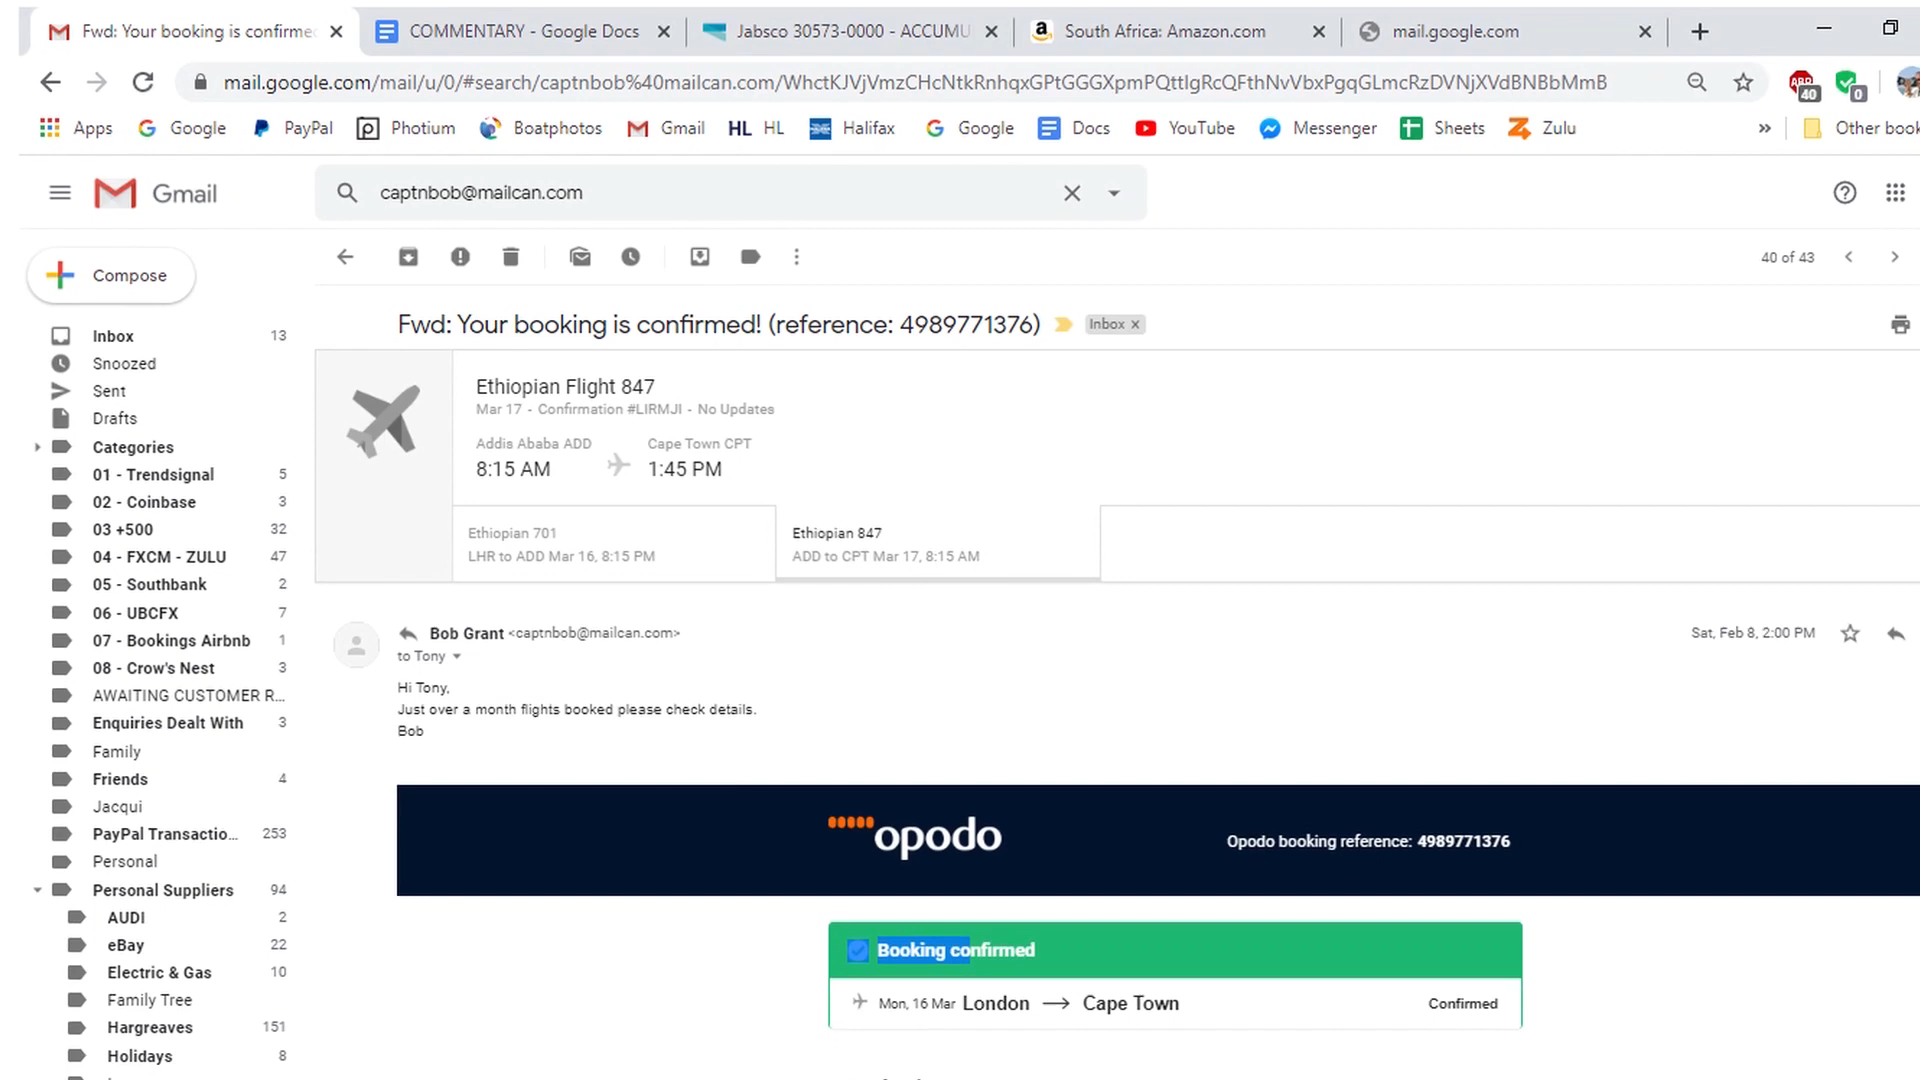 Fwd: Your booking is confirmed
COMMENTARY - Google Docs
Jabsco 30573-0000 - ACCUMU
South Africa: Amazon.com
mail.google.com
mail.google.com/mail/u/0/#search/captnbob%40mailcan.com/WhctKJVjVmzCHcNtkRnhqxGPtGGGXpmPQttIgRcQFthNvVbxPgqGLmcRzDVNjXVdBNBbMmB
ABP
40
0
Apps
Google
PayPal
Photium
Boatphotos
Gmail
HL HL
Halifax
Google
Docs
YouTube
Messenger
Sheets
Zulu
»
Other book
Gmail
captnbob@mailcan.com
Compose
40 of 43
Inbox 13
Snoozed
Sent
Drafts
Categories
01 - Trendsignal 5
02 - Coinbase 3
03 +500 32
04 - FXCM - ZULU 47
05 - Southbank 2
06 - UBCFX 7
07 - Bookings Airbnb 1
08 - Crow's Nest 3
AWAITING CUSTOMER R...
Enquiries Dealt With 3
Family
Friends 4
Jacqui
PayPal Transactio... 253
Personal
Personal Suppliers 94
AUDI 2
eBay 22
Electric & Gas 10
Family Tree
Hargreaves 151
Holidays 8
Fwd: Your booking is confirmed! (reference: 4989771376)
Inbox x
Ethiopian Flight 847
Mar 17 - Confirmation #LIRMJI - No Updates
Addis Ababa ADD
Cape Town CPT
8:15 AM
1:45 PM
Ethiopian 701
LHR to ADD Mar 16, 8:15 PM
Ethiopian 847
ADD to CPT Mar 17, 8:15 AM
Bob Grant <captnbob@mailcan.com>
Sat, Feb 8, 2:00 PM
to Tony
Hi Tony,
Just over a month flights booked please check details.
Bob
opodo
Opodo booking reference: 4989771376
Booking confirmed
Mon, 16 Mar London → Cape Town
Confirmed